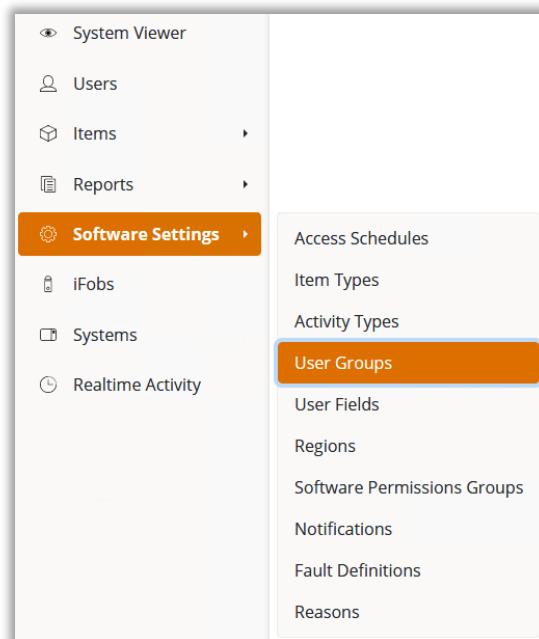 System Viewer
Users
Items
Reports
Software Settings
iFobs
Systems
Realtime Activity
Access Schedules
Item Types
Activity Types
User Groups
User Fields
Regions
Software Permissions Groups
Notifications
Fault Definitions
Reasons